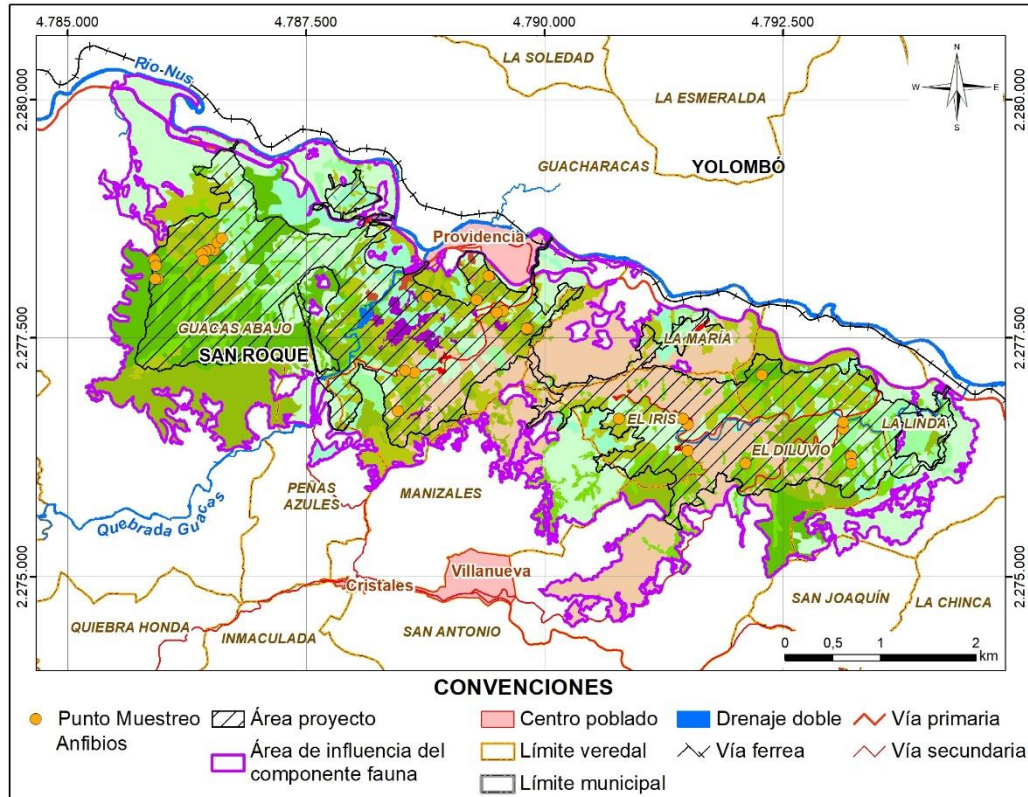 4.785.000 4.787.500 4.790.000 4.792.500
2.280.000 2.280.000
2.277.500 2.277.500
2.275.000 2.275.000
N
W E
S
Río-Nus
LA SOLEDAD
LA ESMERALDA
GUACHARACAS
YOLOMBÓ
Providencia
GUACAS ABAJO
SAN ROQUE
LA MARÍA
EL IRIS
LA LINDA
EL DILUVIO
PEÑAS
AZULES
MANIZALES
Quebrada Guacas
Villanueva
Cristales
SAN JOAQUÍN
LA CHINCA
QUIEBRA HONDA
INMACULADA
SAN ANTONIO
0 0,5 1 2
km
CONVENCIONES
Punto Muestreo
Anfibios
Área proyecto
Área de influencia del
componente fauna
Centro poblado
Límite veredal
Límite municipal
Drenaje doble
Vía ferrea
Vía primaria
Vía secundaria